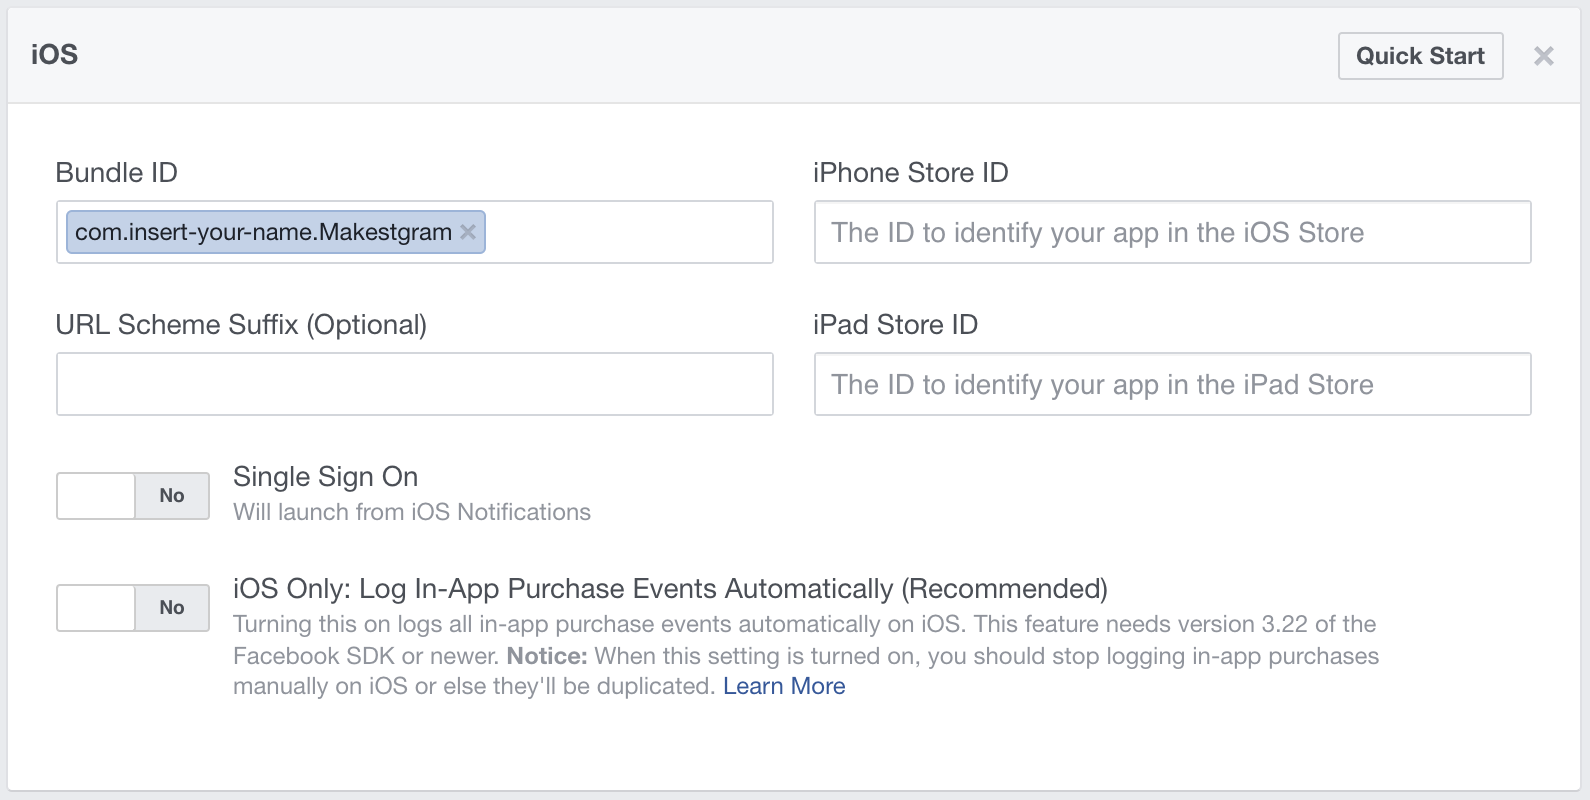 iOS
Quick Start ×
Bundle ID
com.insert-your-name.Makestgram ×
iPhone Store ID
The ID to identify your app in the iOS Store
URL Scheme Suffix (Optional)
iPad Store ID
The ID to identify your app in the iPad Store
No
Single Sign On
Will launch from iOS Notifications
No
iOS Only: Log In-App Purchase Events Automatically (Recommended)
Turning this on logs all in-app purchase events automatically on iOS. This feature needs version 3.22 of the
Facebook SDK or newer. Notice: When this setting is turned on, you should stop logging in-app purchases
manually on iOS or else they'll be duplicated. Learn More